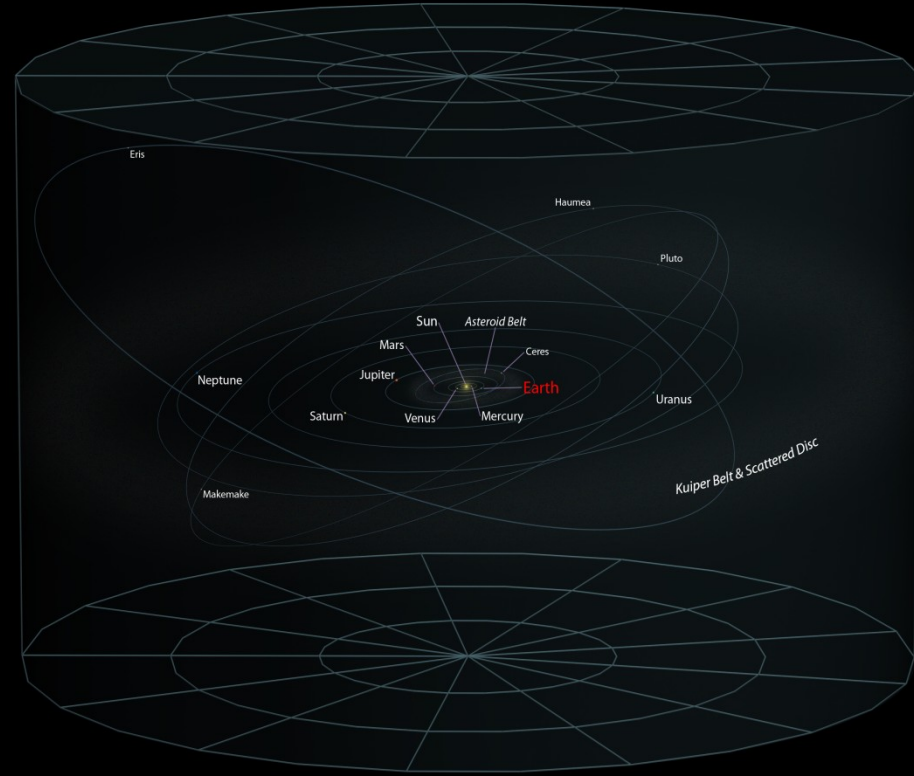 Eris
Haumea
Pluto
Sun
Asteroid Belt
Mars
Ceres
Jupiter
Neptune
Earth
Uranus
Saturn
Venus
Mercury
Kuiper Belt & Scattered Disc
Makemake